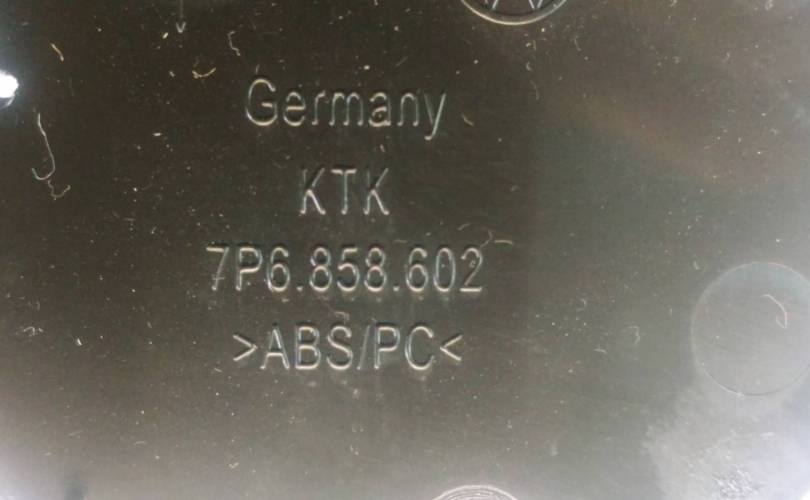 Germany
KTK
7P6.858.602
>ABS/PC<